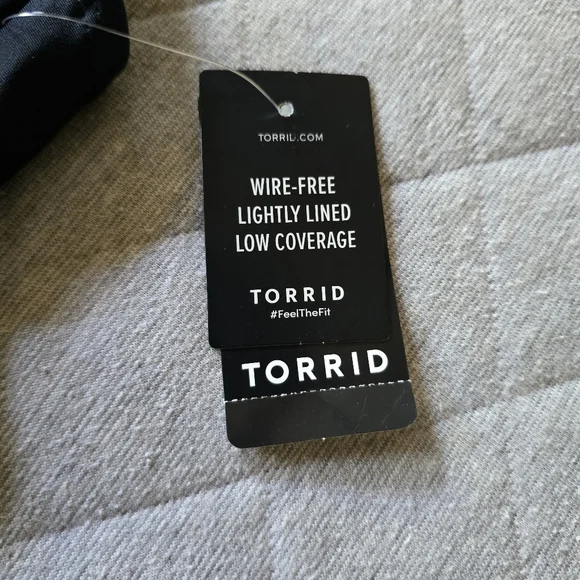 TORRID.COM
WIRE-FREE
LIGHTLY LINED
LOW COVERAGE
TORRID
#FeelTheFit
TORRID